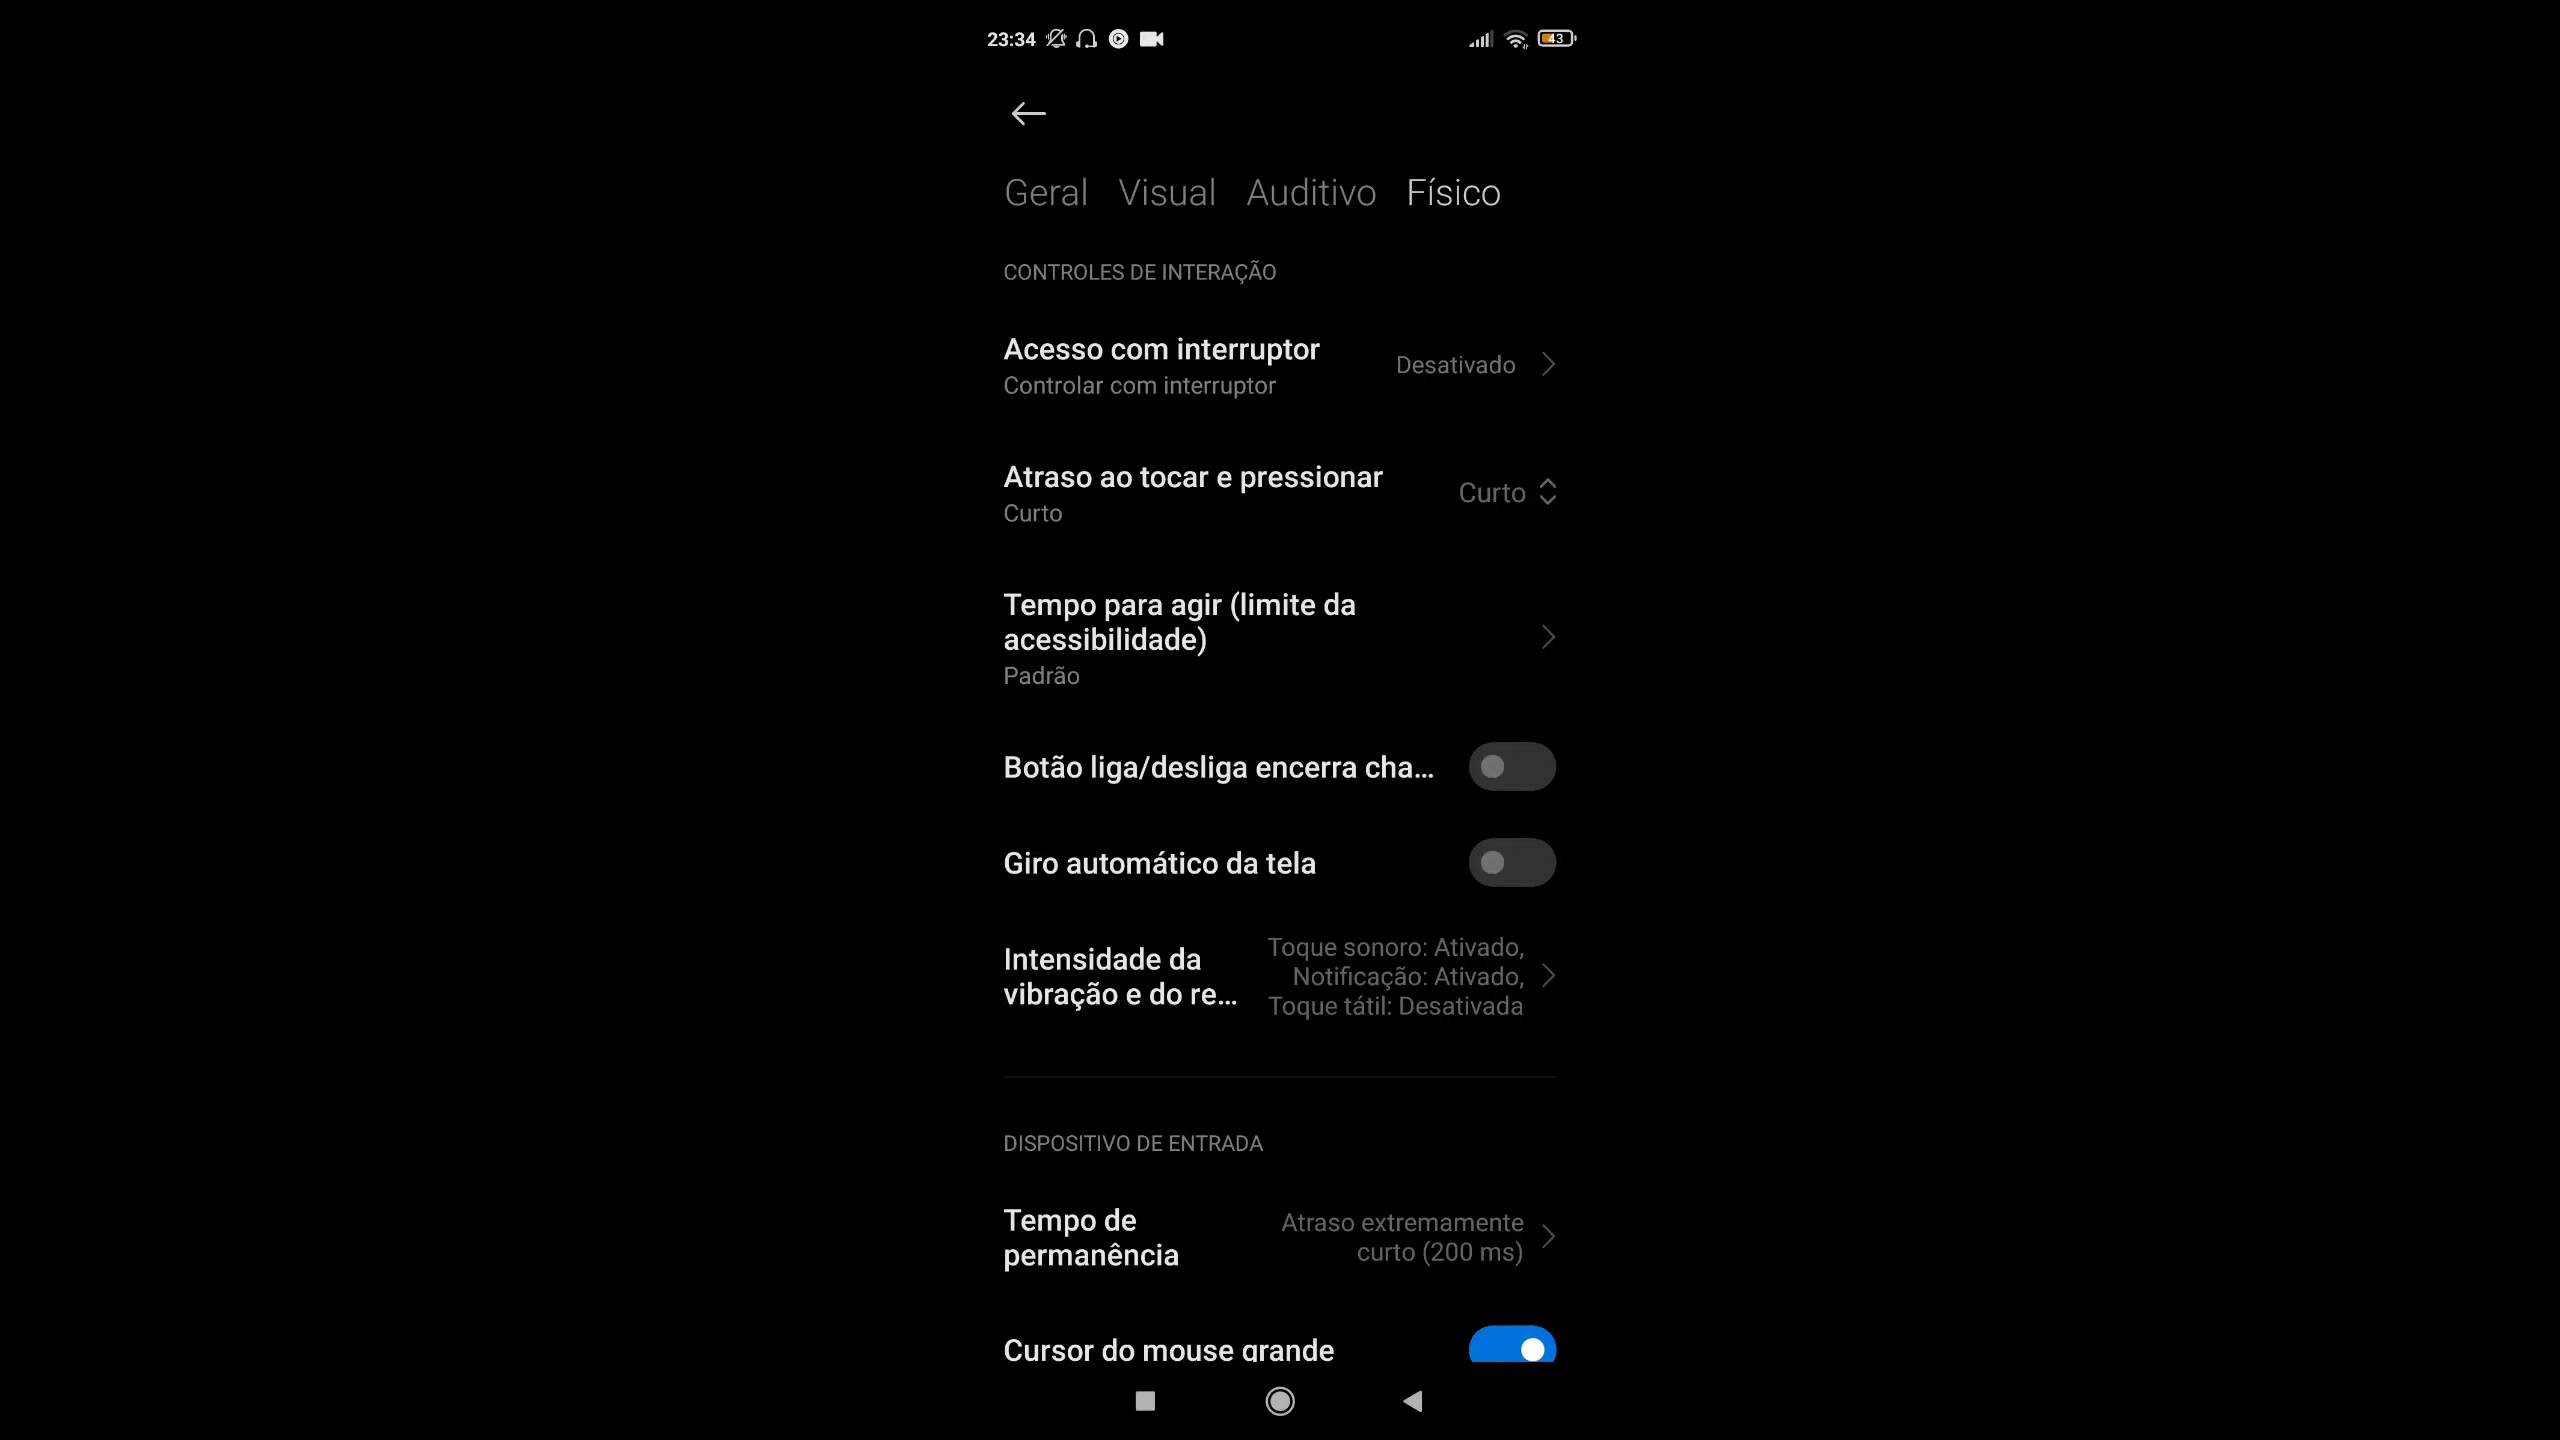 23:34
43
Geral Visual Auditivo Físico
CONTROLES DE INTERAÇÃO
Acesso com interruptor
Controlar com interruptor
Desativado
Atraso ao tocar e pressionar
Curto
Curto
Tempo para agir (limite da
acessibilidade)
Padrão
Botão liga/desliga encerra cha...
Giro automático da tela
Intensidade da
vibração e do re...
Toque sonoro: Ativado,
Notificação: Ativado,
Toque tátil: Desativada
DISPOSITIVO DE ENTRADA
Tempo de
permanência
Atraso extremamente
curto (200 ms)
Cursor do mouse grande